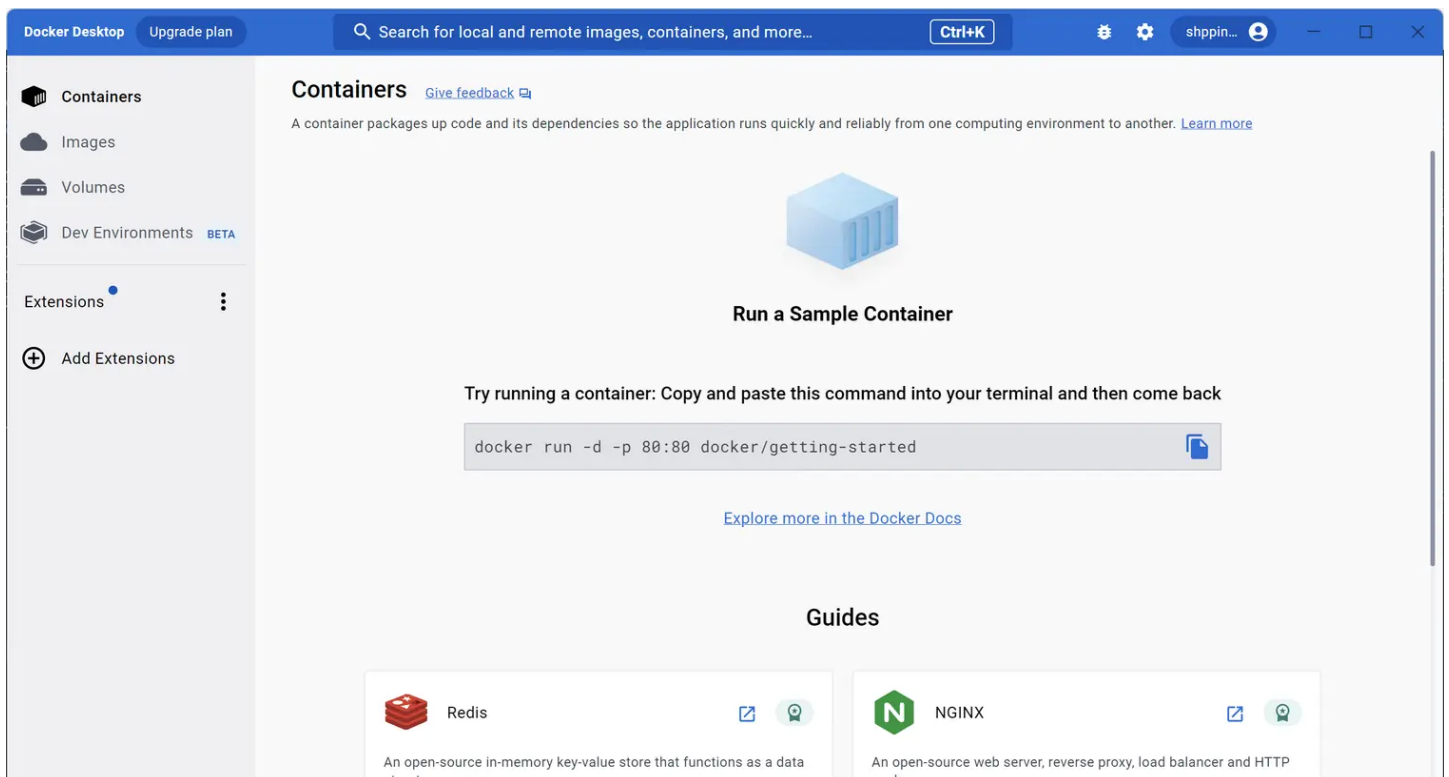 Docker Desktop Upgrade plan Search for local and remote images, containers, and more... Ctrl+K shppin...
Containers
Images
Volumes
Dev Environments BETA
Extensions
Add Extensions
Containers Give feedback
A container packages up code and its dependencies so the application runs quickly and reliably from one computing environment to another. Learn more
Run a Sample Container
Try running a container: Copy and paste this command into your terminal and then come back
docker run -d -p 80:80 docker/getting-started
Explore more in the Docker Docs
Guides
Redis
An open-source in-memory key-value store that functions as a data
NGINX
An open-source web server, reverse proxy, load balancer and HTTP